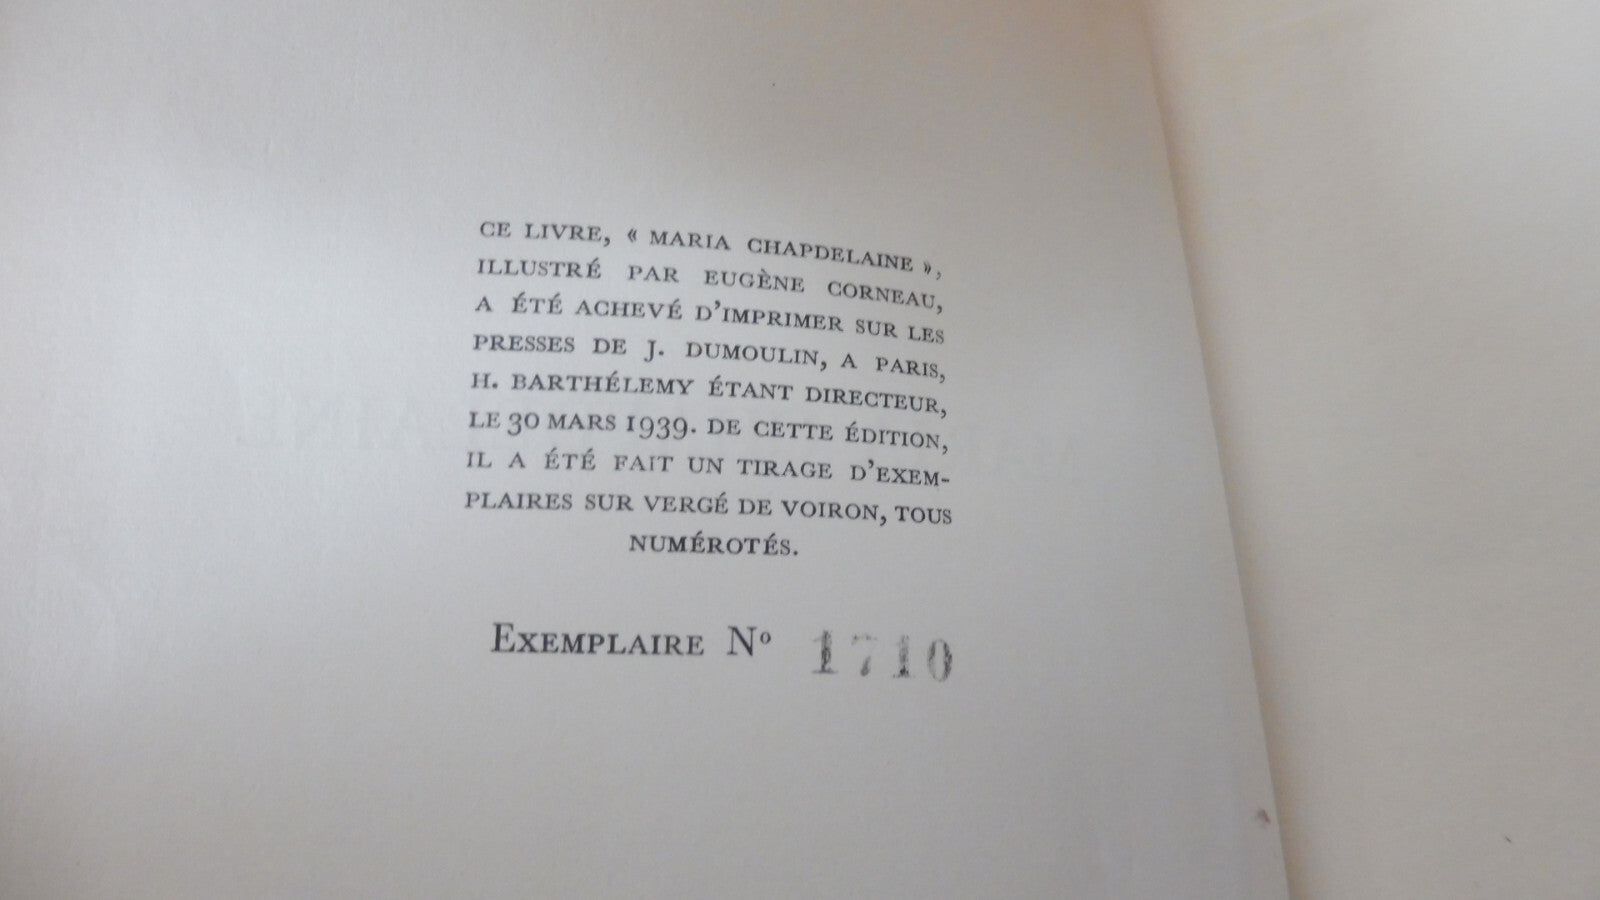 CE LIVRE, « MARIA CHAPDELAINE »,
ILLUSTRÉ PAR EUGÈNE CORNEAU,
A ÉTÉ ACHEVÉ D'IMPRIMER SUR LES
PRESSES DE J. DUMOULIN, A PARIS,
H. BARTHÉLEMY ÉTANT DIRECTEUR,
LE 30 MARS 1939. DE CETTE ÉDITION,
IL A ÉTÉ FAIT UN TIRAGE D'EXEM-
PLAIRES SUR VERGÉ DE VOIRON, TOUS
NUMÉROTÉS.
EXEMPLAIRE Nº 1710